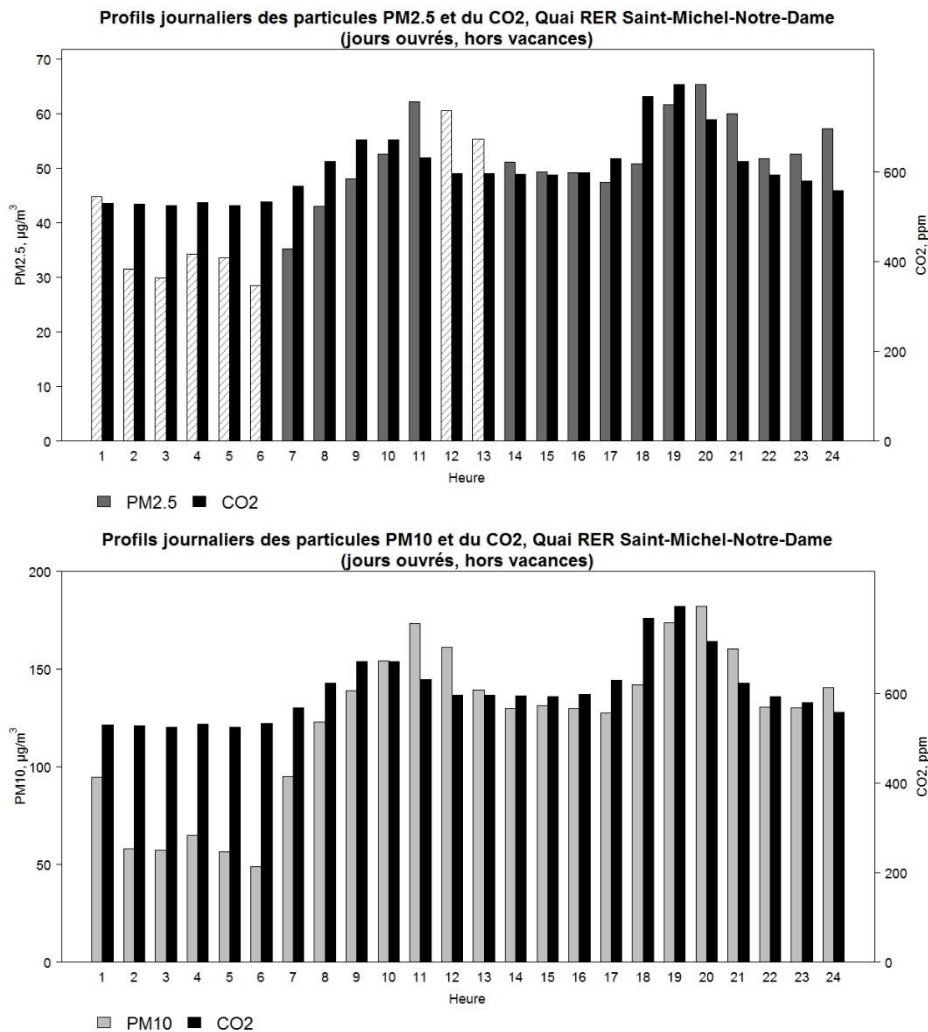 Profils journaliers des particules PM2.5 et du CO2, Quai RER Saint-Michel-Notre-Dame
(jours ouvrés, hors vacances)
70
60
50
40
30
20
10
0
PM2.5, µg/m³
600
400
200
0
CO2, ppm
1 2 3 4 5 6 7 8 9 10 11 12 13 14 15 16 17 18 19 20 21 22 23 24
Heure
PM2.5 CO2
Profils journaliers des particules PM10 et du CO2, Quai RER Saint-Michel-Notre-Dame
(jours ouvrés, hors vacances)
200
150
100
50
0
PM10, µg/m³
600
400
200
0
CO2, ppm
1 2 3 4 5 6 7 8 9 10 11 12 13 14 15 16 17 18 19 20 21 22 23 24
Heure
PM10 CO2